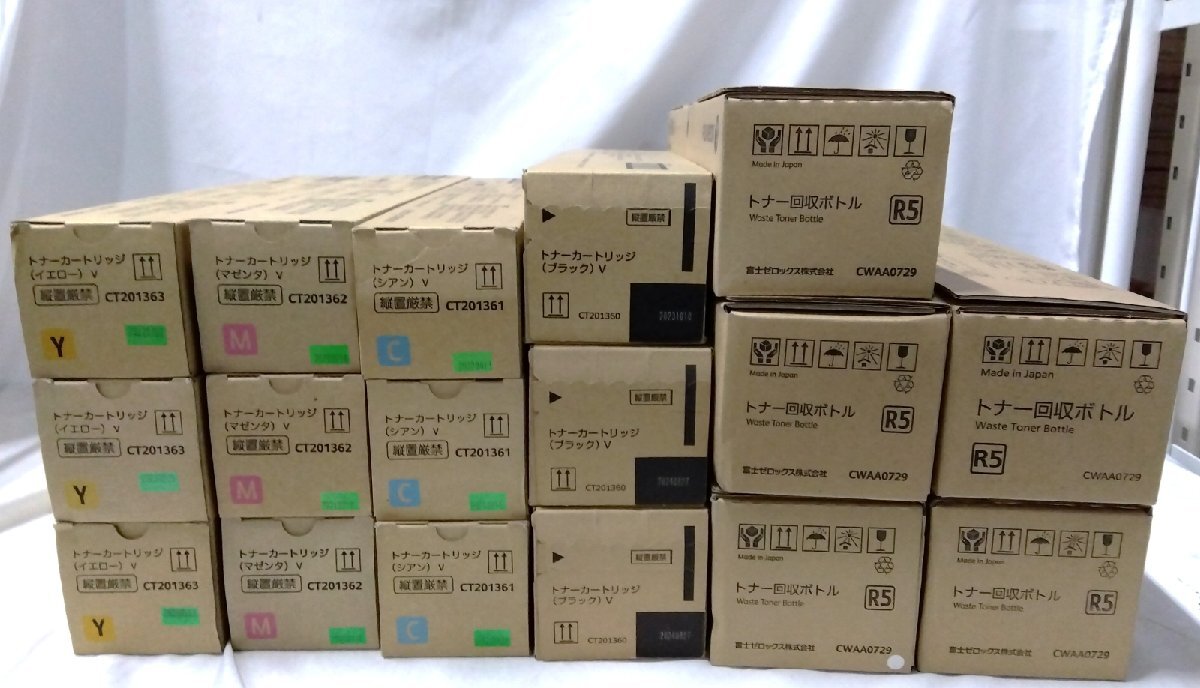 トナーカートリッジ
(イエロー) V
縦置厳禁 CT201363
Y
トナーカートリッジ
(マゼンタ) V
縦置厳禁 CT201362
M
トナーカートリッジ
(シアン) V
縦置厳禁 CT201361
C
縦置厳禁
トナーカートリッジ
(ブラック) V
CT201360
Made in Japan
トナー回収ボトル
Waste Toner Bottle
R5
富士ゼロックス株式会社 CWAA0729
トナーカートリッジ
(イエロー) V
縦置厳禁 CT201363
Y
トナーカートリッジ
(マゼンタ) V
縦置厳禁 CT201362
M
トナーカートリッジ
(シアン) V
縦置厳禁 CT201361
C
縦置厳禁
トナーカートリッジ
(ブラック) V
CT201360
Made in Japan
トナー回収ボトル
Waste Toner Bottle
R5
富士ゼロックス株式会社 CWAA0729
Made in Japan
トナー回収ボトル
Waste Toner Bottle
R5
CWAA0729
トナーカートリッジ
(イエロー) V
縦置厳禁 CT201363
Y
トナーカートリッジ
(マゼンタ) V
縦置厳禁 CT201362
M
トナーカートリッジ
(シアン) V
縦置厳禁 CT201361
C
縦置厳禁
トナーカートリッジ
(ブラック) V
CT201360
Made in Japan
トナー回収ボトル
Waste Toner Bottle
R5
富士ゼロックス株式会社 CWAA0729
Made in Japan
トナー回収ボトル
Waste Toner Bottle
R5
富士ゼロックス株式会社 CWAA0729